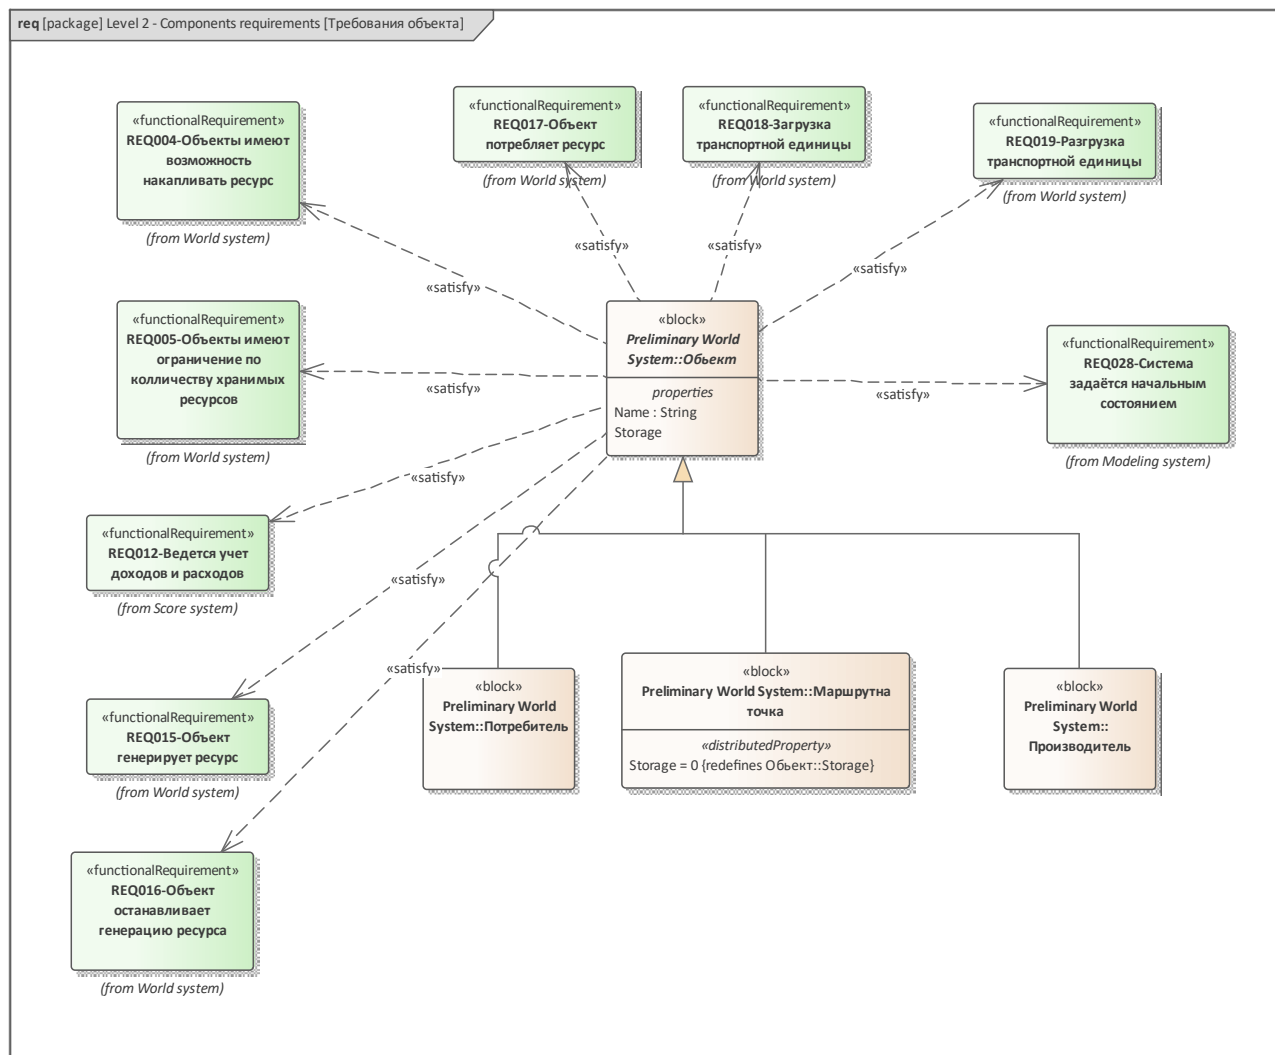 req [package] Level 2 - Components requirements [Требования объекта]
«functionalRequirement»
REQ004-Объекты имеют
возможность
накапливать ресурс
(from World system)
«functionalRequirement»
REQ017-Объект
потребляет ресурс
(from World system)
«functionalRequirement»
REQ018-Загрузка
транспортной единицы
(from World system)
«functionalRequirement»
REQ019-Разгрузка
транспортной единицы
(from World system)
«satisfy»
«satisfy»
«satisfy»
«satisfy»
«functionalRequirement»
REQ005-Объекты имеют
ограничение по
колличеству хранимых
ресурсов
(from World system)
«satisfy»
«block»
Preliminary World
System::Обьект
properties
Name : String
Storage
«satisfy»
«functionalRequirement»
REQ028-Система
задаётся начальным
состоянием
(from Modeling system)
«satisfy»
«functionalRequirement»
REQ012-Ведется учет
доходов и расходов
(from Score system)
«satisfy»
«satisfy»
«functionalRequirement»
REQ015-Объект
генерирует ресурс
(from World system)
«block»
Preliminary World
System::Потребитель
«block»
Preliminary World System::Маршрутна
точка
«distributedProperty»
Storage = 0 {redefines Обьект::Storage}
«block»
Preliminary World
System::
Производитель
«functionalRequirement»
REQ016-Объект
останавливает
генерацию ресурса
(from World system)